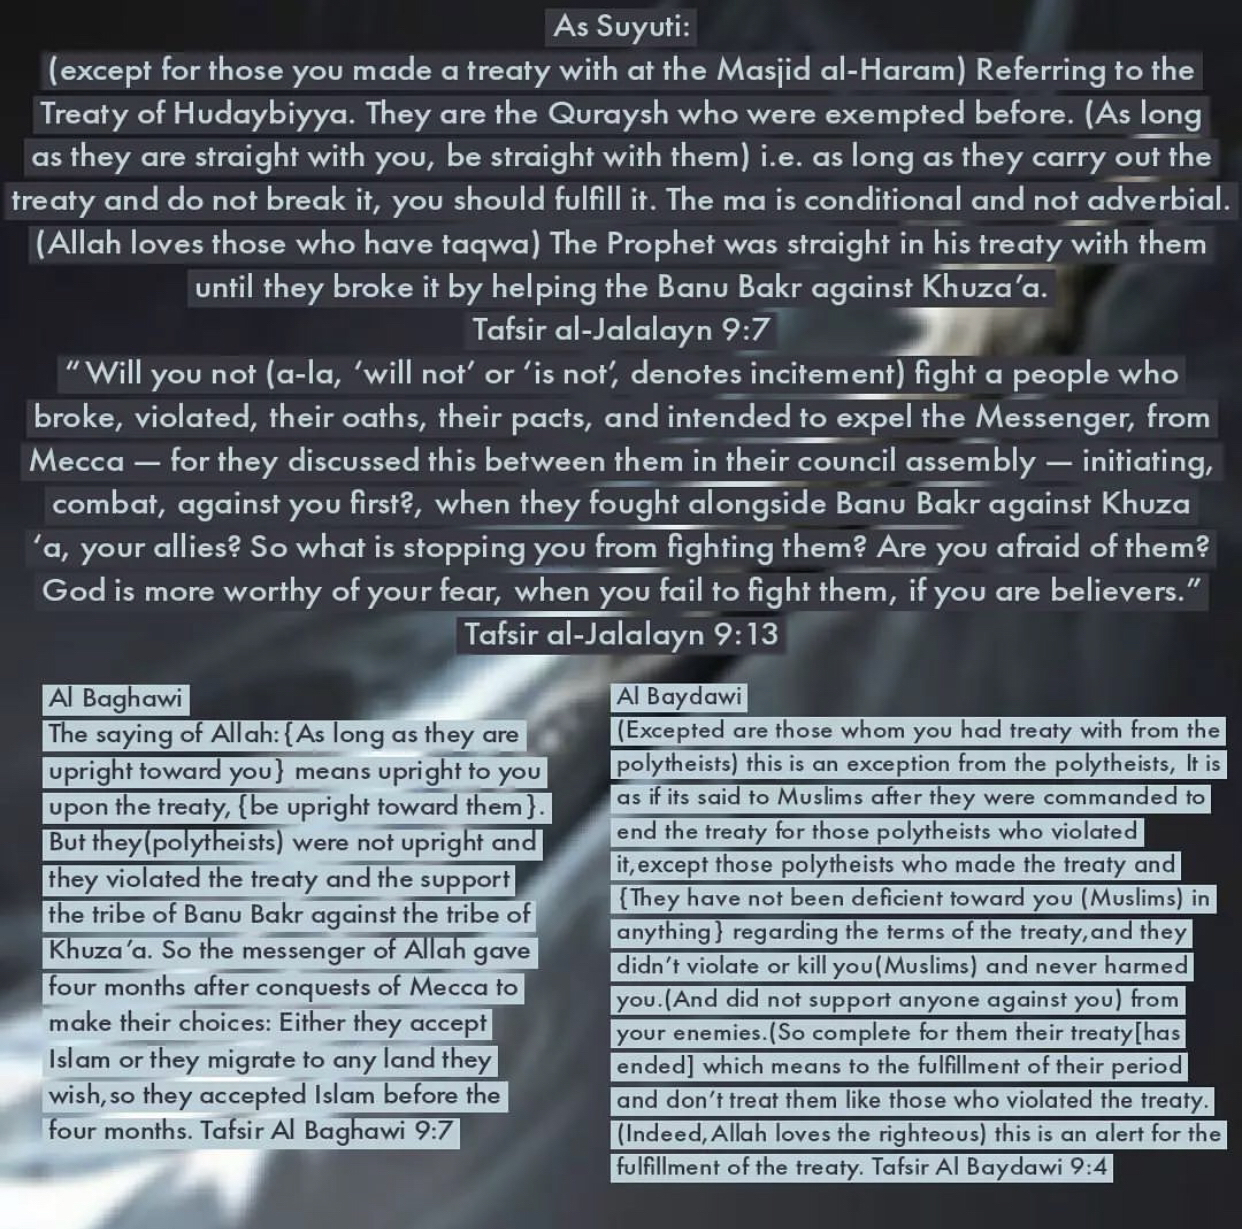 As Suyuti:
(except for those you made a treaty with at the Masjid al-Haram) Referring to the
Treaty of Hudaybiyya. They are the Quraysh who were exempted before. (As long
as they are straight with you, be straight with them) i.e. as long as they carry out the
treaty and do not break it, you should fulfill it. The ma is conditional and not adverbial.
(Allah loves those who have taqwa) The Prophet was straight in his treaty with them
until they broke it by helping the Banu Bakr against Khuza'a.
Tafsir al-Jalalayn 9:7
"Will you not (a-la, 'will not' or 'is not', denotes incitement) fight a people who
broke, violated, their oaths, their pacts, and intended to expel the Messenger, from
Mecca — for they discussed this between them in their council assembly — initiating,
combat, against you first?, when they fought alongside Banu Bakr against Khuza
'a, your allies? So what is stopping you from fighting them? Are you afraid of them?
God is more worthy of your fear, when you fail to fight them, if you are believers."
Tafsir al-Jalalayn 9:13
Al Baghawi
The saying of Allah:{As long as they are
upright toward you} means upright to you
upon the treaty, {be upright toward them}.
But they(polytheists) were not upright and
they violated the treaty and the support
the tribe of Banu Bakr against the tribe of
Khuza'a. So the messenger of Allah gave
four months after conquests of Mecca to
make their choices: Either they accept
Islam or they migrate to any land they
wish,so they accepted Islam before the
four months. Tafsir Al Baghawi 9:7
Al Baydawi
(Excepted are those whom you had treaty with from the
polytheists) this is an exception from the polytheists, It is
as if its said to Muslims after they were commanded to
end the treaty for those polytheists who violated
it,except those polytheists who made the treaty and
{They have not been deficient toward you (Muslims) in
anything} regarding the terms of the treaty,and they
didn't violate or kill you(Muslims) and never harmed
you.(And did not support anyone against you) from
your enemies.(So complete for them their treaty[has
ended] which means to the fulfillment of their period
and don't treat them like those who violated the treaty.
(Indeed,Allah loves the righteous) this is an alert for the
fulfillment of the treaty. Tafsir Al Baydawi 9:4